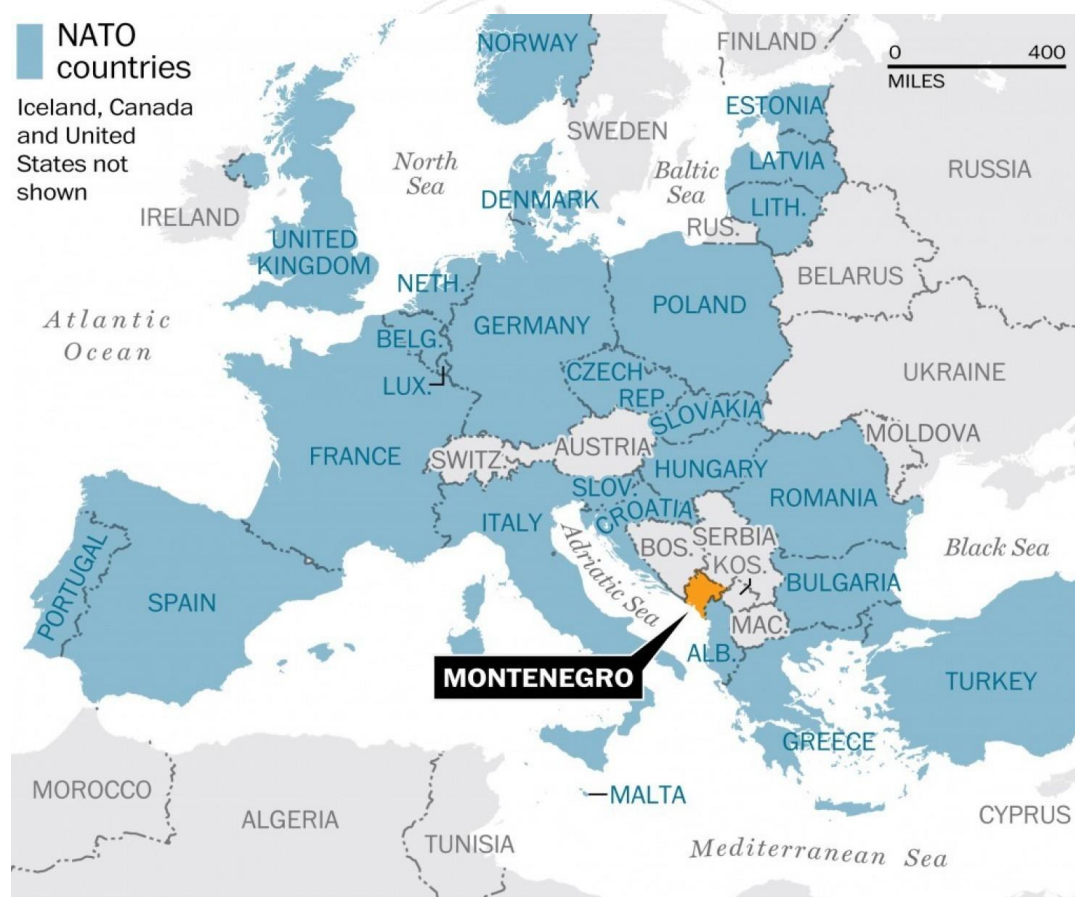 NATO
countries
Iceland, Canada
and United
States not
shown
0 400
MILES
NORWAY
FINLAND
SWEDEN
ESTONIA
RUSSIA
North
Sea
Baltic
Sea
LATVIA
DENMARK
LITH.
IRELAND
RUS.
UNITED
KINGDOM
BELARUS
NETH.
POLAND
Atlantic
Ocean
GERMANY
BELG.
LUX.
CZECH
REP.
UKRAINE
SLOVAKIA
MOLDOVA
FRANCE
SWITZ.
AUSTRIA
HUNGARY
SLOV.
ROMANIA
ITALY
CROATIA
BOS.
SERBIA
KOS.
Adriatic Sea
Black Sea
PORTUGAL
SPAIN
BULGARIA
MAC.
ALB.
MONTENEGRO
TURKEY
GREECE
MOROCCO
ALGERIA
TUNISIA
MALTA
CYPRUS
Mediterranean Sea